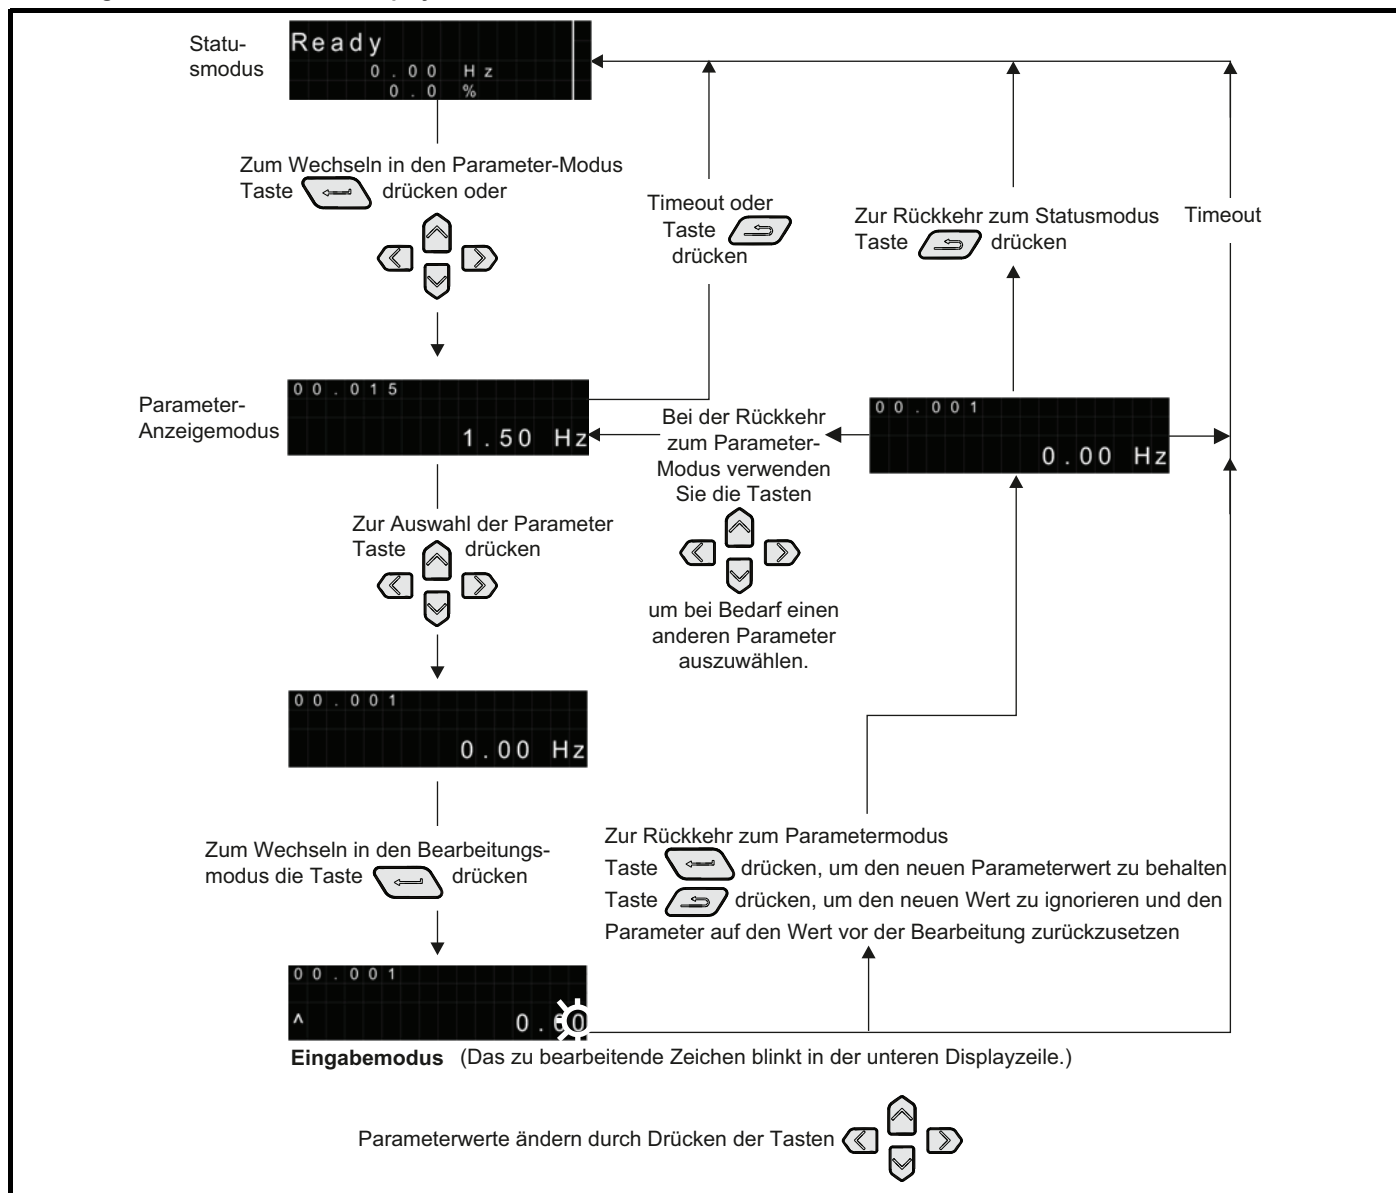 Statu-
smodus
Ready
0.00 Hz
0.0 %
Zum Wechseln in den Parameter-Modus
Taste drücken oder
Timeout oder
Taste
drücken
Zur Rückkehr zum Statusmodus
Taste drücken
Timeout
Parameter-
Anzeigemodus
00.015
1.50 Hz
Bei der Rückkehr
zum Parameter-
Modus verwenden
Sie die Tasten
um bei Bedarf einen
anderen Parameter
auszuwählen.
00.001
0.00 Hz
Zur Auswahl der Parameter
Taste drücken
00.001
0.00 Hz
Zum Wechseln in den Bearbeitungs-
modus die Taste drücken
Zur Rückkehr zum Parametermodus
Taste drücken, um den neuen Parameterwert zu behalten
Taste drücken, um den neuen Wert zu ignorieren und den
Parameter auf den Wert vor der Bearbeitung zurückzusetzen
00.001
^ 0.
Eingabemodus (Das zu bearbeitende Zeichen blinkt in der unteren Displayzeile.)
Parameterwerte ändern durch Drücken der Tasten